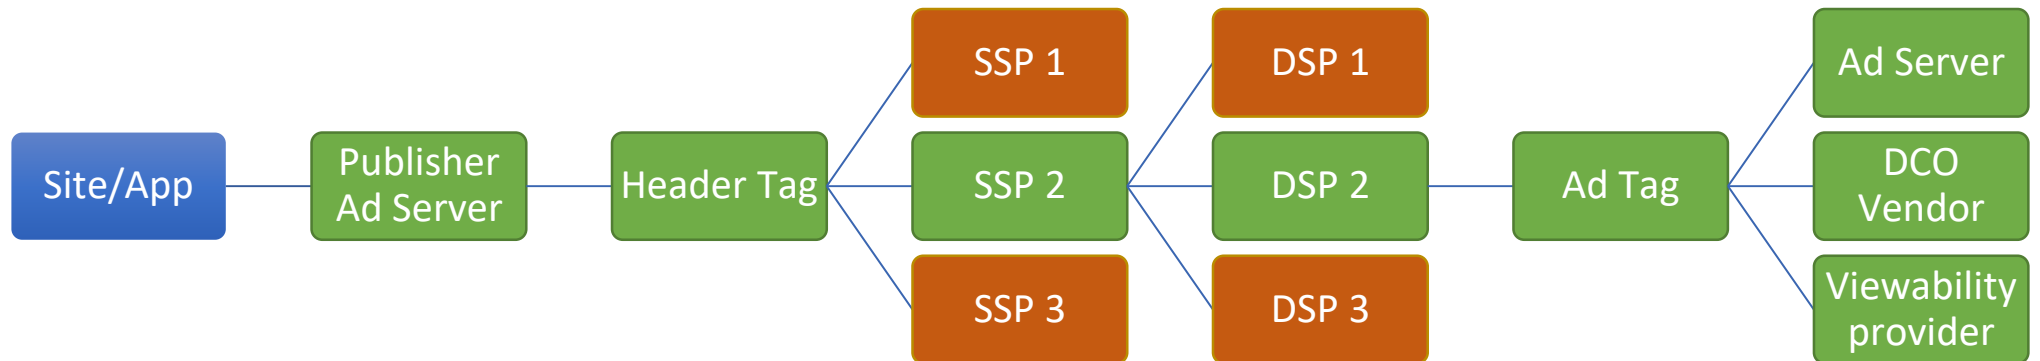 Site/App
Publisher
Ad Server
Header Tag
SSP 1
SSP 2
SSP 3
DSP 1
DSP 2
DSP 3
Ad Tag
Ad Server
DCO
Vendor
Viewability
provider